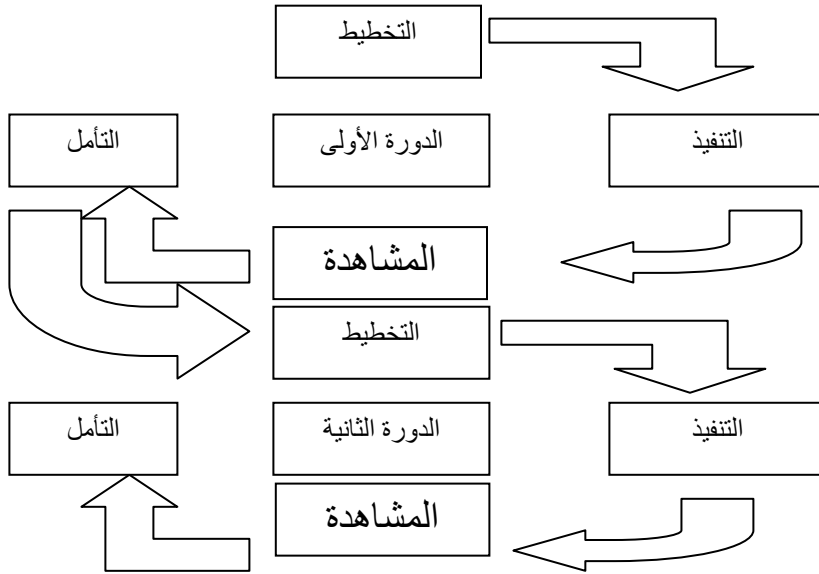 التخطيط
التنفيذ
الدورة الأولى
التأمل
المشاهدة
التخطيط
التنفيذ
الدورة الثانية
التأمل
المشاهدة